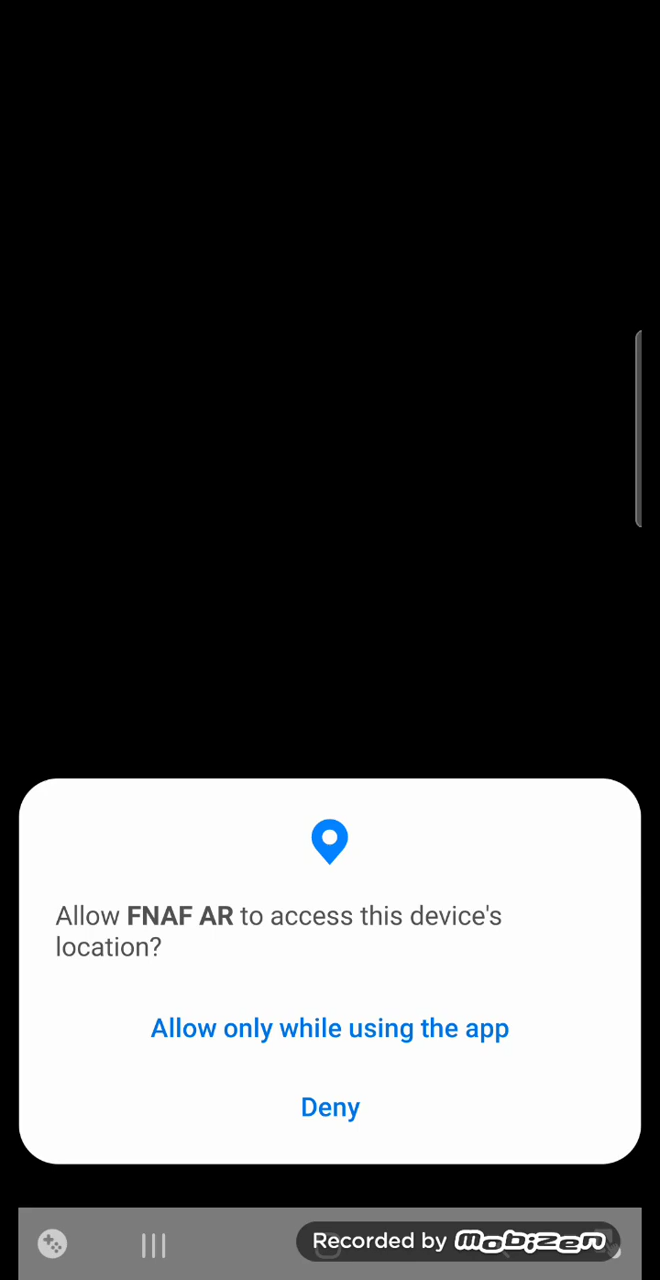 Allow FNAF AR to access this device's
location?
Allow only while using the app
Deny
Recorded by mobizen